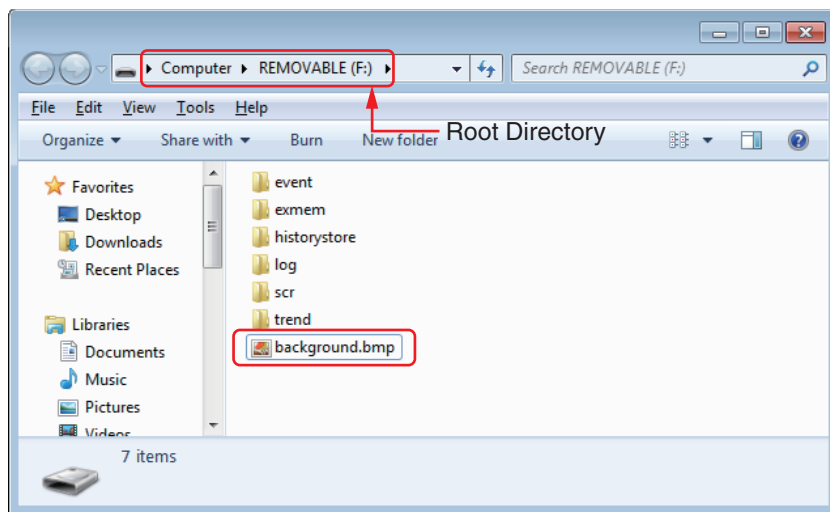 Computer ▸ REMOVABLE (F:) ▸
Search REMOVABLE (F:)
File Edit View Tools Help
Root Directory
Organize Share with Burn New folder
Favorites
Desktop
Downloads
Recent Places
Libraries
Documents
Music
Pictures
Videos
event
exmem
historystore
log
scr
trend
background.bmp
7 items